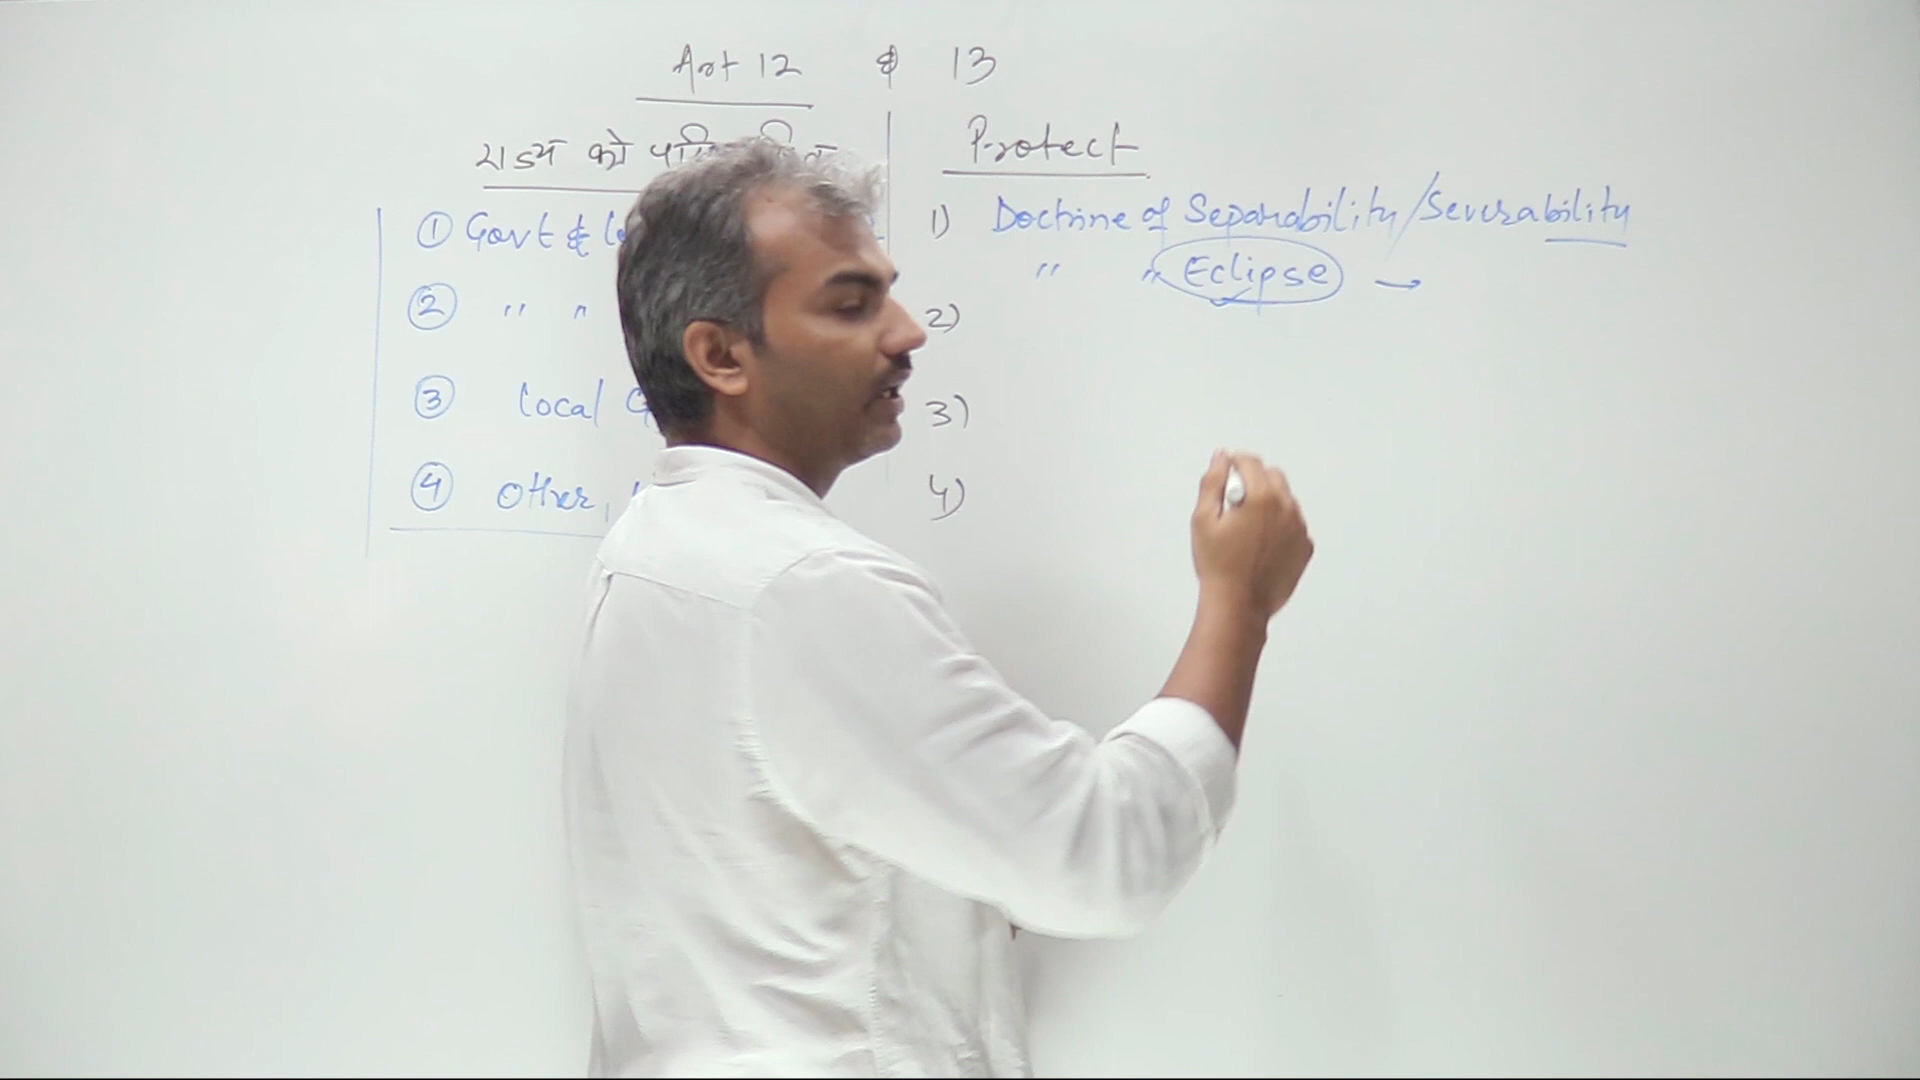 Art 12 & 13
राज्य को
① Govt &
② " "
③ Local
④ Other,
Protect
1) Doctrine of Separability/Severability
" " Eclipse →
2)
3)
4)